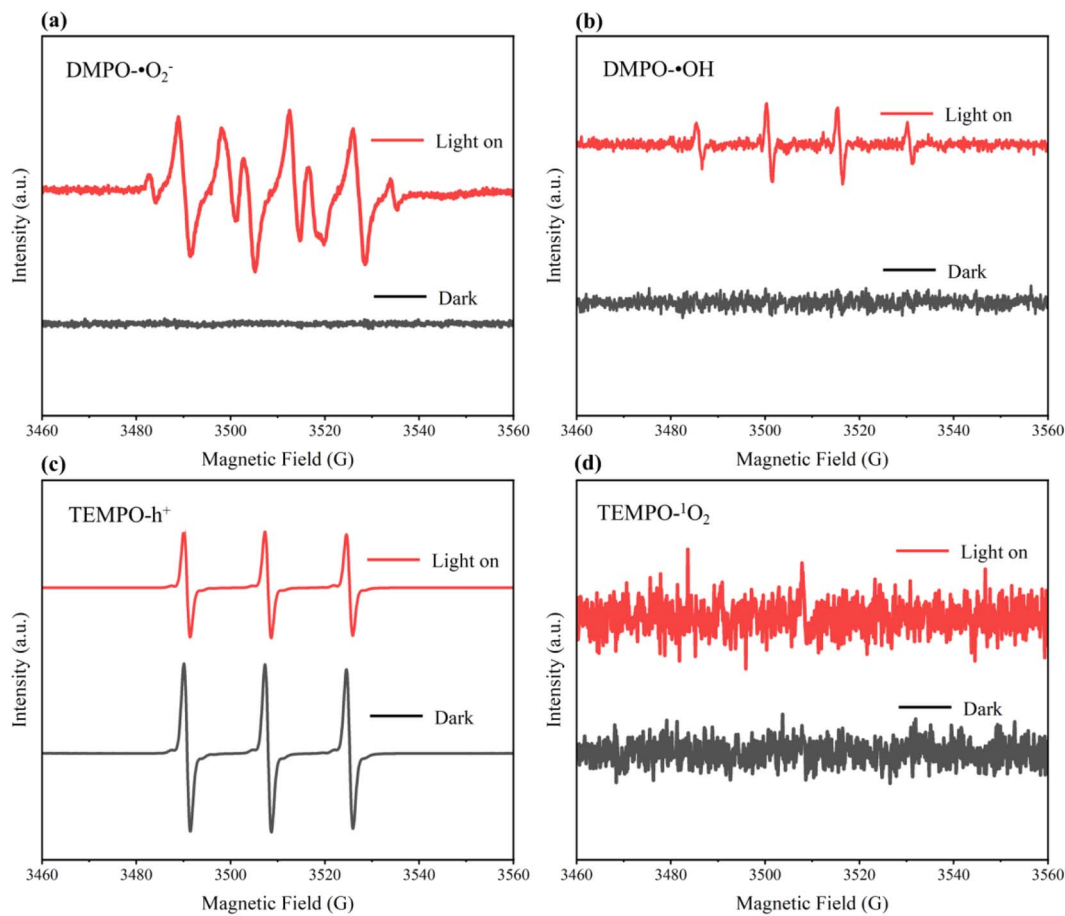 (a)
DMPO-•O₂⁻
Light on
Dark
Intensity (a.u.)
3460 3480 3500 3520 3540 3560
Magnetic Field (G)
(b)
DMPO-•OH
Light on
Dark
Intensity (a.u.)
3460 3480 3500 3520 3540 3560
Magnetic Field (G)
(c)
TEMPO-h⁺
Light on
Dark
Intensity (a.u.)
3460 3480 3500 3520 3540 3560
Magnetic Field (G)
(d)
TEMPO-¹O₂
Light on
Dark
Intensity (a.u.)
3460 3480 3500 3520 3540 3560
Magnetic Field (G)